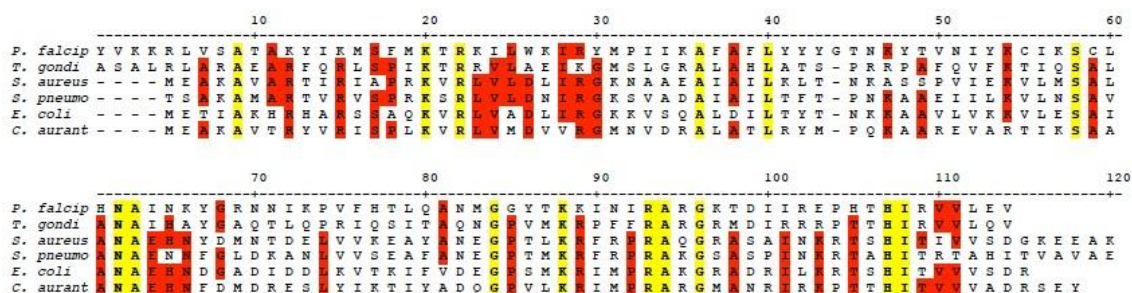 10 20 30 40 50 60
P. falcip Y V K K R L V S A T A K Y I K M S F M K T R K I L W K I R Y M P I I K A F A F L Y Y Y G T N K Y T V N I Y K C I K S C L
T. gondi A S A L R L A R A E A R F Q R L S P I K T R R V L A E I K G M S L G R A L A H L A T S - P R R P A F Q V F K T I Q S A L
S. aureus - - - - M E A K A V A R T I R I A P R K V R L V L D L I R G K N A A E A I A I L K L T - N K A S S P V I E K V L M S A L
S. pneumo - - - - T S A K A M A R T V R V S P R K S R L V L D N I R G K S V A D A I A I L T F T - P N K A A E I I L K V L N S A V
E. coli - - - - M E T I A K H R H A R S S A Q K V R L V A D L I R G K K V S Q A L D I L T Y T - N K K A A V L V K K V L E S A I
C. aurant - - - - M E A K A V T R Y V R I S P L K V R L V M D V V R G M N V D R A L A T L R Y M - P Q K A A R E V A R T I K S A A
70 80 90 100 110 120
P. falcip H N A I N K Y G R N N I K P V F H T L Q A N M G G Y T K K I N I R A R G K T D I I R E P H T H I R V V L E V
T. gondi A N A I H A Y G A Q T L Q P R I Q S I T A Q N G P V M K R P F F R A R G R M D I R R R P T T H I R V V L Q V
S. aureus A N A E H N Y D M N T D E L V V K E A Y A N E G P T L K R F R P R A Q G R A S A I N K R T S H I T I V V S D G K E E A K
S. pneumo A N A E N N F G L D K A N L V V S E A F A N E G P T M K R F R P R A K G S A S P I N K R T A H I T R T A H I T V A V A E
E. coli A N A E H N D G A D I D D L K V T K I F V D E G P S M K R I M P R A K G R A D R I L K R T S H I T V V V S D R
C. aurant A N A E H N F D M D R E S L Y I K T I Y A D Q G P V L K R I M P R A R G M A N R I R K P T T H I T V V V A D R S E Y